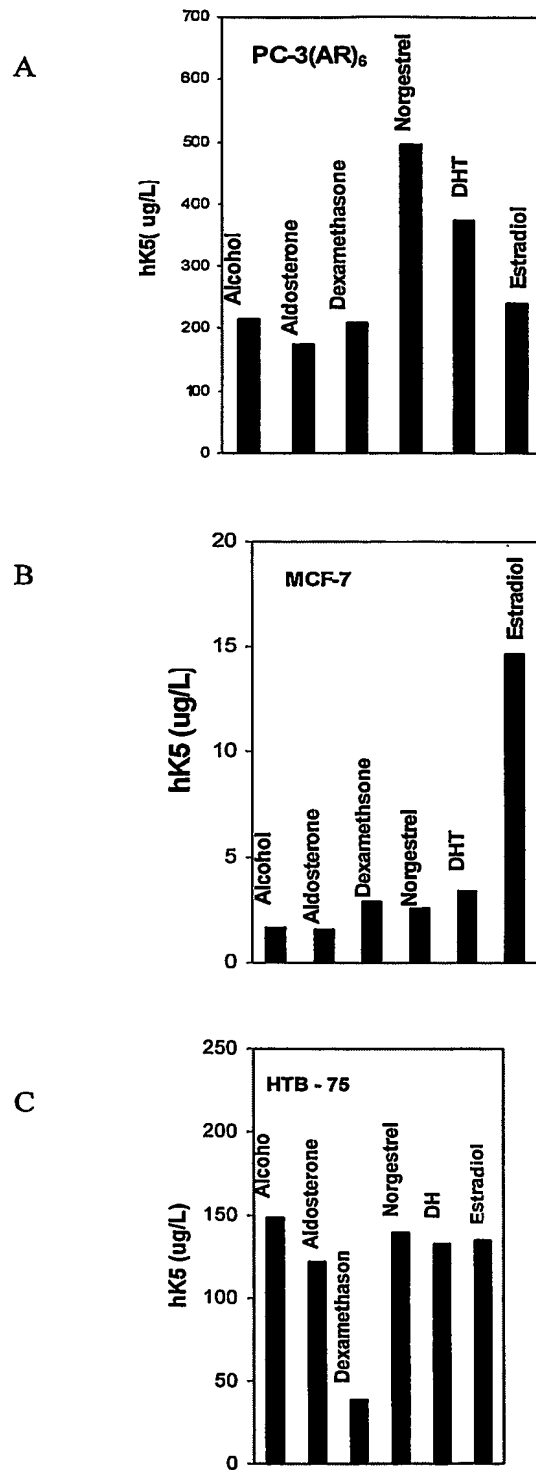 A
PC-3(AR)₆
hK5( ug/L)
700
600
500
400
300
200
100
0
Alcohol
Aldosterone
Dexamethasone
Norgestrel
DHT
Estradiol
B
MCF-7
hK5 (ug/L)
20
15
10
5
0
Alcohol
Aldosterone
Dexamethsone
Norgestrel
DHT
Estradiol
C
HTB - 75
hK5 (ug/L)
250
200
150
100
50
0
Alcoho
Aldosterone
Dexamethason
Norgestrel
DH
Estradiol